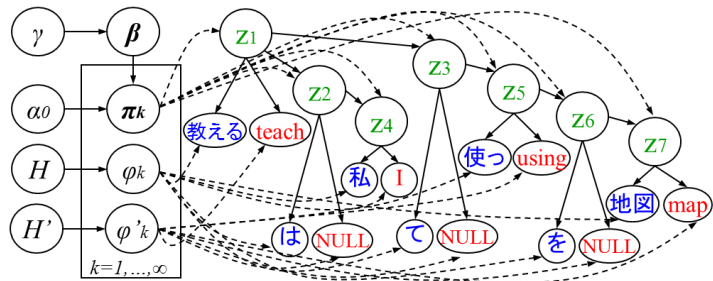 γ β
α0 πk
H φk
H' φ'k
k=1,...,∞
z1
z2
z3
z4
z5
z6
z7
教える teach
私 I
使っ using
地図 map
は NULL
て NULL
を NULL